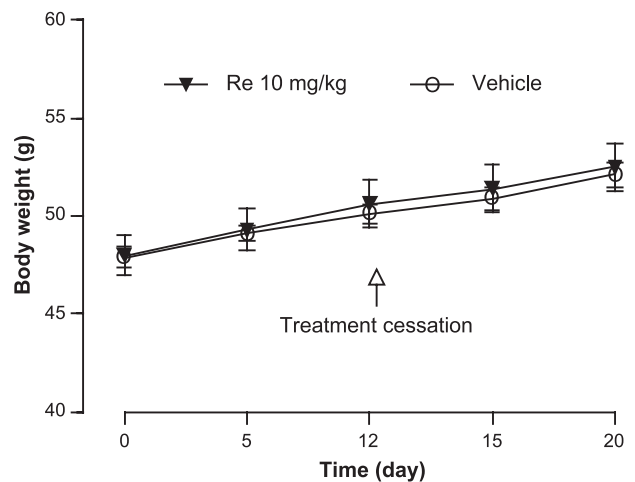 60
Re 10 mg/kg Vehicle
55
50
45
40
Body weight (g)
Treatment cessation
0 5 12 15 20
Time (day)